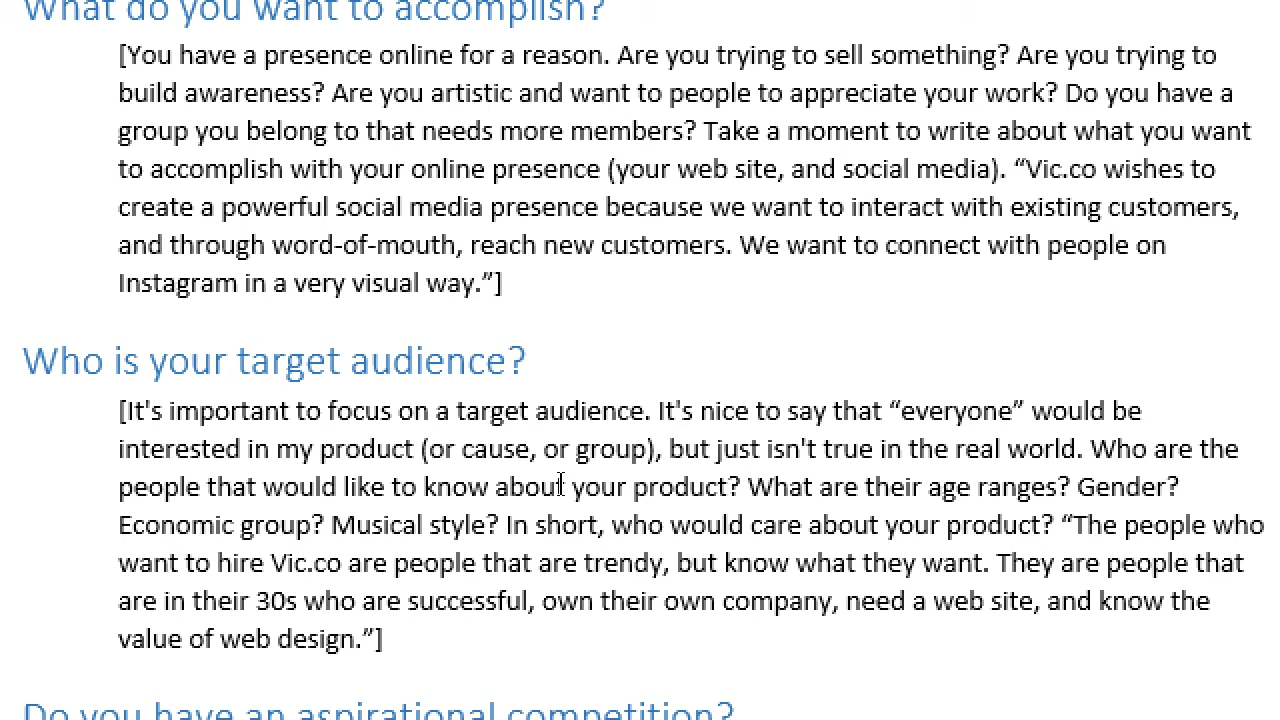 What do you want to accomplish?
[You have a presence online for a reason. Are you trying to sell something? Are you trying to
build awareness? Are you artistic and want to people to appreciate your work? Do you have a
group you belong to that needs more members? Take a moment to write about what you want
to accomplish with your online presence (your web site, and social media). “Vic.co wishes to
create a powerful social media presence because we want to interact with existing customers,
and through word-of-mouth, reach new customers. We want to connect with people on
Instagram in a very visual way.”]
Who is your target audience?
[It's important to focus on a target audience. It's nice to say that “everyone” would be
interested in my product (or cause, or group), but just isn't true in the real world. Who are the
people that would like to know about your product? What are their age ranges? Gender?
Economic group? Musical style? In short, who would care about your product? “The people who
want to hire Vic.co are people that are trendy, but know what they want. They are people that
are in their 30s who are successful, own their own company, need a web site, and know the
value of web design.”]
Do you have an aspirational competition?